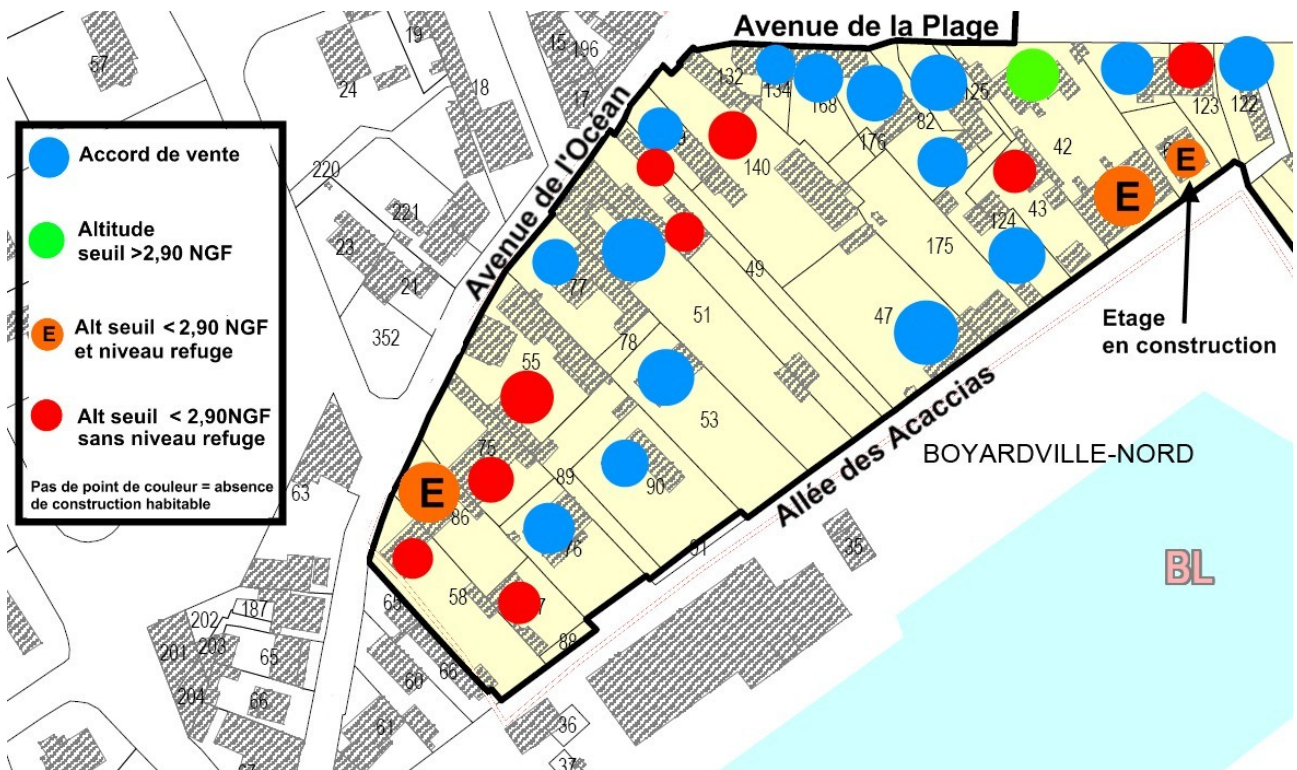 Avenue de la Plage
Avenue de l'Ocean
Accord de vente
Altitude
seuil >2,90 NGF
E
Alt seuil < 2,90 NGF
et niveau refuge
Alt seuil < 2,90NGF
sans niveau refuge
Pas de point de couleur = absence
de construction habitable
57
19
15
196
24
18
17
220
221
23
21
352
63
132
134
168
176
82
125
123
122
140
42
43
124
175
E
E
Etage
en construction
77
49
51
47
78
55
53
75
89
90
E
86
76
58
91
Allée des Acaccias
BOYARDVILLE-NORD
BL
35
187
202
203
201
65
204
66
60
61
66
36
37